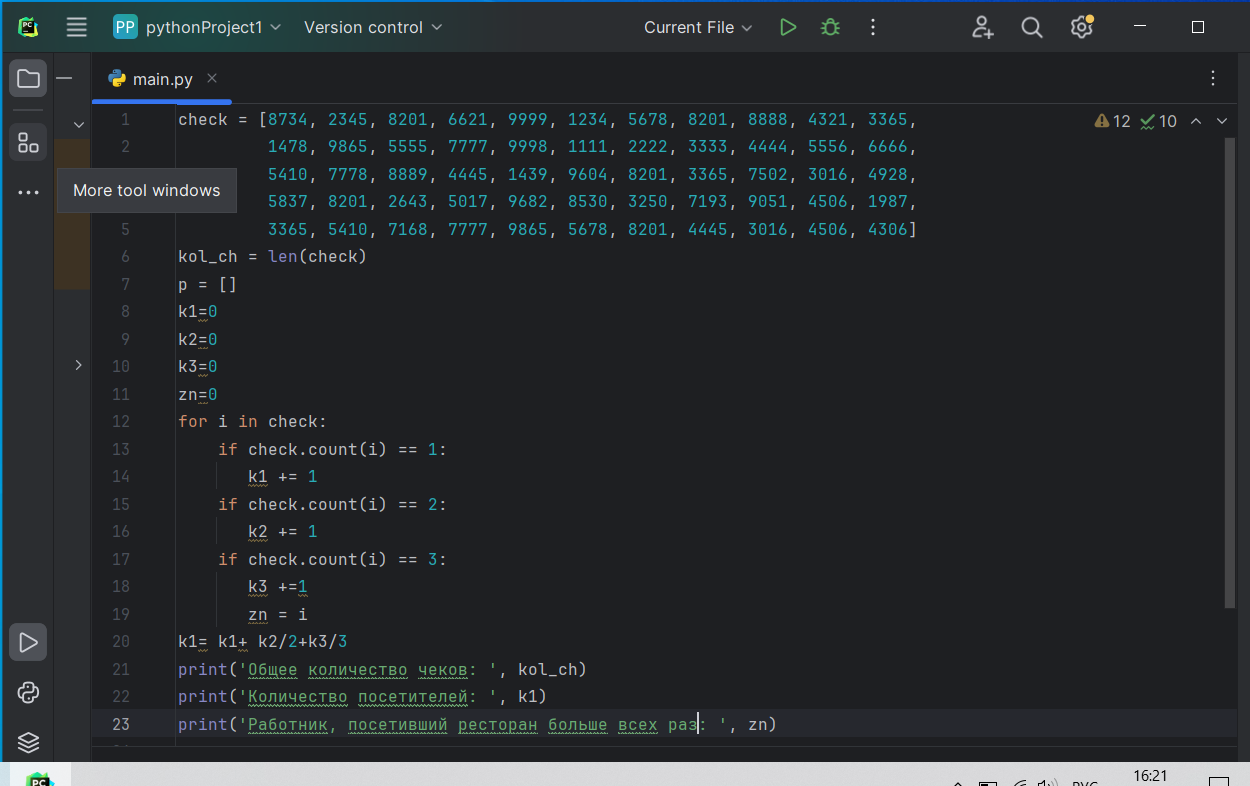 PC
PP pythonProject1 Version control Current File
main.py
1 check = [8734, 2345, 8201, 6621, 9999, 1234, 5678, 8201, 8888, 4321, 3365,
12 10
2 1478, 9865, 5555, 7777, 9998, 1111, 2222, 3333, 4444, 5556, 6666,
5410, 7778, 8889, 4445, 1439, 9604, 8201, 3365, 7502, 3016, 4928,
More tool windows
5837, 8201, 2643, 5017, 9682, 8530, 3250, 7193, 9051, 4506, 1987,
5 3365, 5410, 7168, 7777, 9865, 5678, 8201, 4445, 3016, 4506, 4306]
6 kol_ch = len(check)
7 p = []
8 k1=0
9 k2=0
10 k3=0
11 zn=0
12 for i in check:
13 if check.count(i) == 1:
14 k1 += 1
15 if check.count(i) == 2:
16 k2 += 1
17 if check.count(i) == 3:
18 k3 +=1
19 zn = i
20 k1= k1+ k2/2+k3/3
21 print('Общее количество чеков: ', kol_ch)
22 print('Количество посетителей: ', k1)
23 print('Работник, посетивший ресторан больше всех раз: ', zn)
PC
РУС
16:21